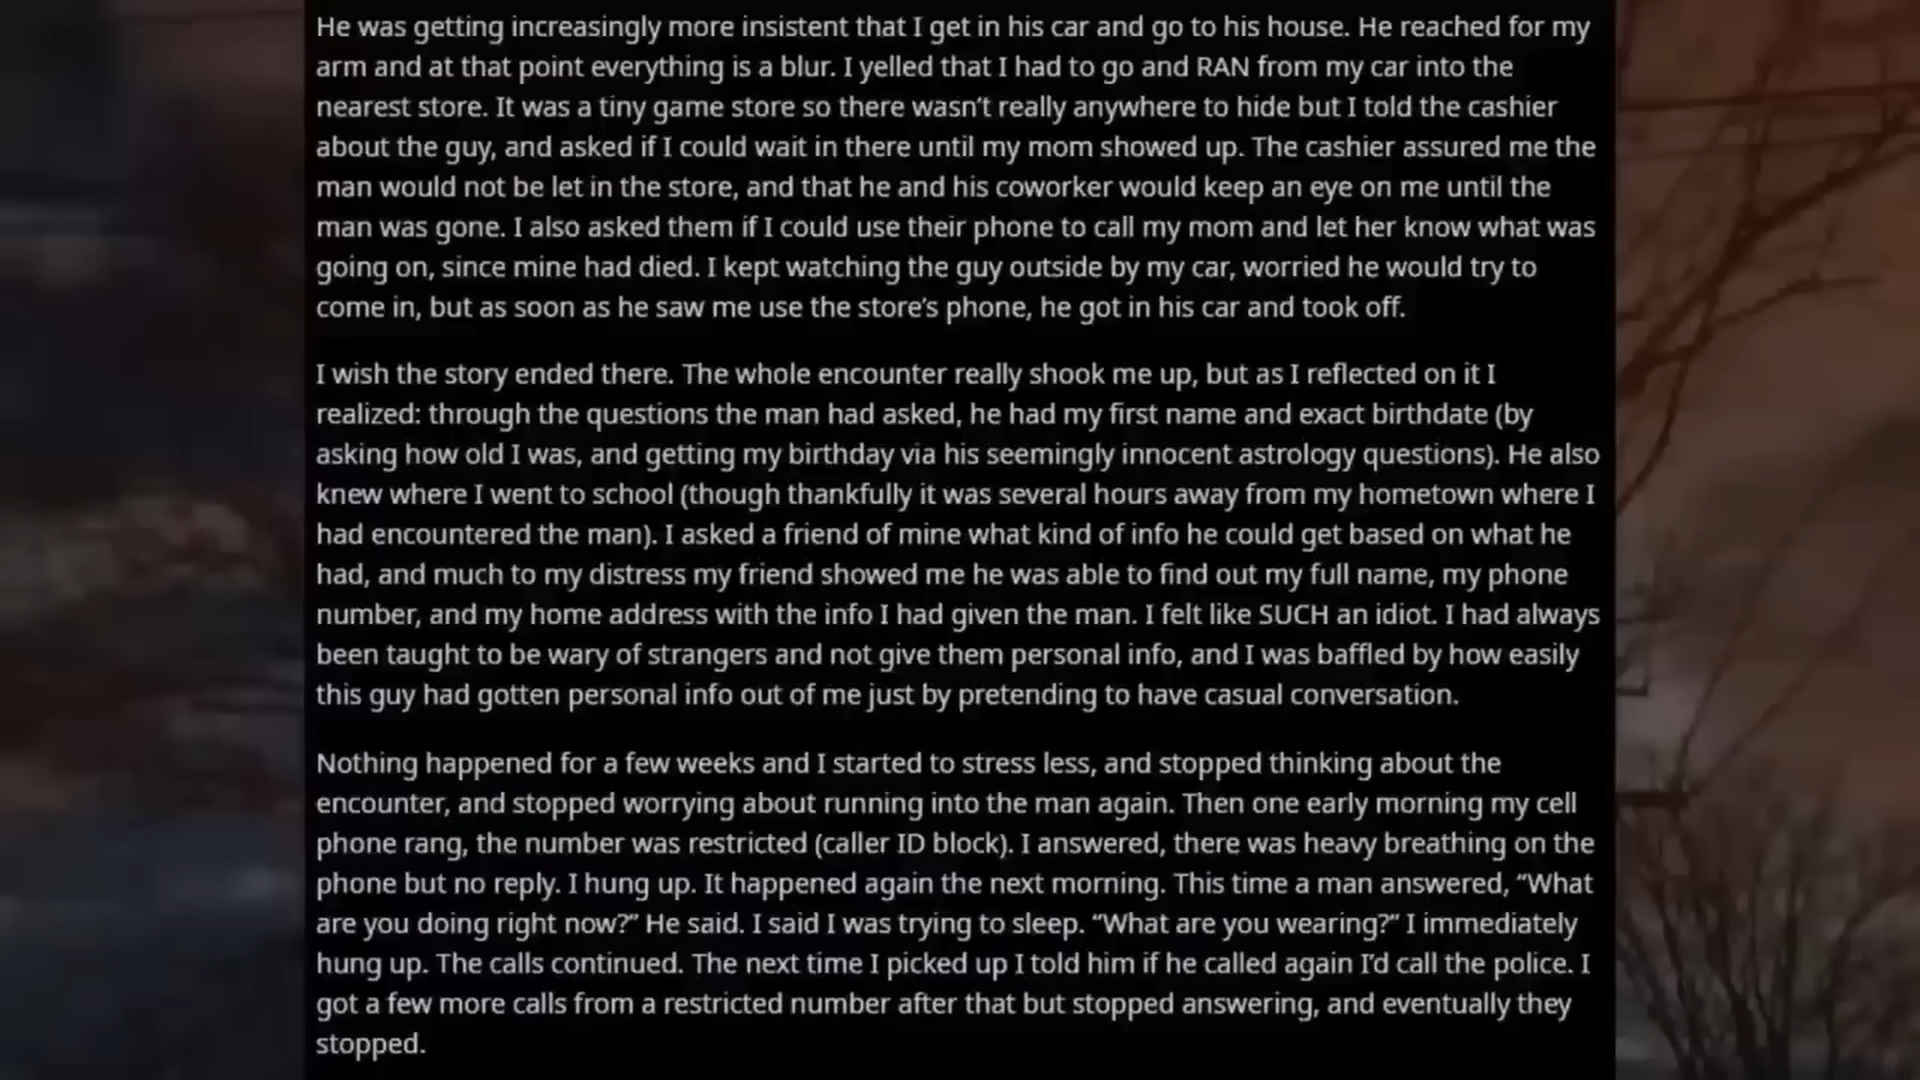 He was getting increasingly more insistent that I get in his car and go to his house. He reached for my
arm and at that point everything is a blur. I yelled that I had to go and RAN from my car into the
nearest store. It was a tiny game store so there wasn’t really anywhere to hide but I told the cashier
about the guy, and asked if I could wait in there until my mom showed up. The cashier assured me the
man would not be let in the store, and that he and his coworker would keep an eye on me until the
man was gone. I also asked them if I could use their phone to call my mom and let her know what was
going on, since mine had died. I kept watching the guy outside by my car, worried he would try to
come in, but as soon as he saw me use the store’s phone, he got in his car and took off.
I wish the story ended there. The whole encounter really shook me up, but as I reflected on it I
realized: through the questions the man had asked, he had my first name and exact birthdate (by
asking how old I was, and getting my birthday via his seemingly innocent astrology questions). He also
knew where I went to school (though thankfully it was several hours away from my hometown where I
had encountered the man). I asked a friend of mine what kind of info he could get based on what he
had, and much to my distress my friend showed me he was able to find out my full name, my phone
number, and my home address with the info I had given the man. I felt like SUCH an idiot. I had always
been taught to be wary of strangers and not give them personal info, and I was baffled by how easily
this guy had gotten personal info out of me just by pretending to have casual conversation.
Nothing happened for a few weeks and I started to stress less, and stopped thinking about the
encounter, and stopped worrying about running into the man again. Then one early morning my cell
phone rang, the number was restricted (caller ID block). I answered, there was heavy breathing on the
phone but no reply. I hung up. It happened again the next morning. This time a man answered, “What
are you doing right now?” He said. I said I was trying to sleep. “What are you wearing?” I immediately
hung up. The calls continued. The next time I picked up I told him if he called again I’d call the police. I
got a few more calls from a restricted number after that but stopped answering, and eventually they
stopped.